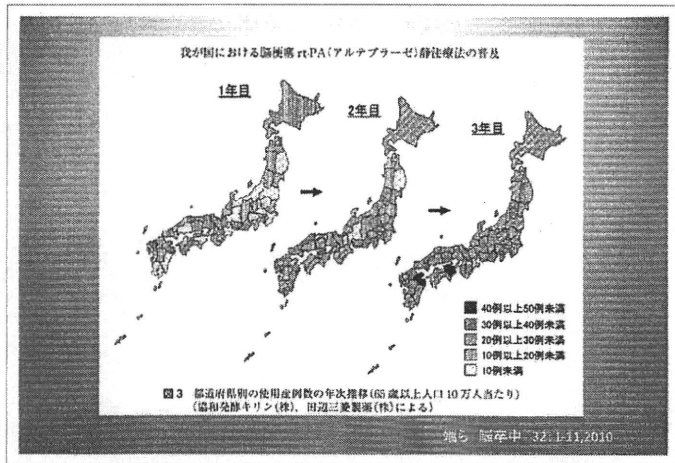 我が国における脳梗塞 rt-PA(アルテプラーゼ)静注療法の普及
1年目
2年目
3年目
40例以上50例未満
30例以上40例未満
20例以上30例未満
10例以上20例未満
10例未満
図3 都道府県別の使用症例数の年次推移(65歳以上人口10万人当たり)
(協和発酵キリン(株)、田辺三菱製薬(株)による)
脳卒中 32:1-11,2010